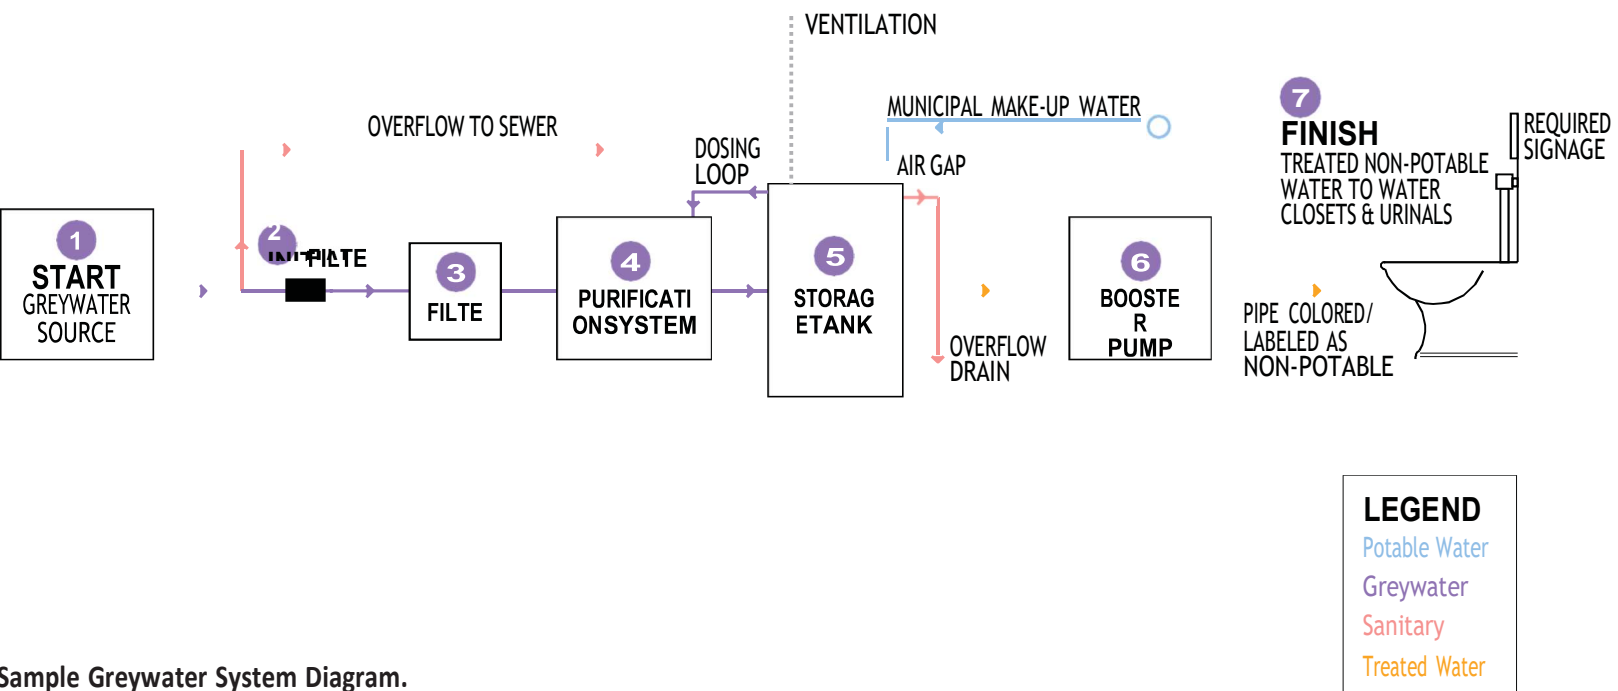 VENTILATION
MUNICIPAL MAKE-UP WATER
OVERFLOW TO SEWER
DOSING
LOOP
AIR GAP
1
START
GREYWATER
SOURCE
2
FILTE
3
FILTE
4
PURIFICATI
ONSYSTEM
5
STORAG
ETANK
OVERFLOW
DRAIN
6
BOOSTE
R
PUMP
7
FINISH
TREATED NON-POTABLE
WATER TO WATER
CLOSETS & URINALS
REQUIRED
SIGNAGE
PIPE COLORED/
LABELED AS
NON-POTABLE
LEGEND
Potable Water
Greywater
Sanitary
Treated Water
Sample Greywater System Diagram.